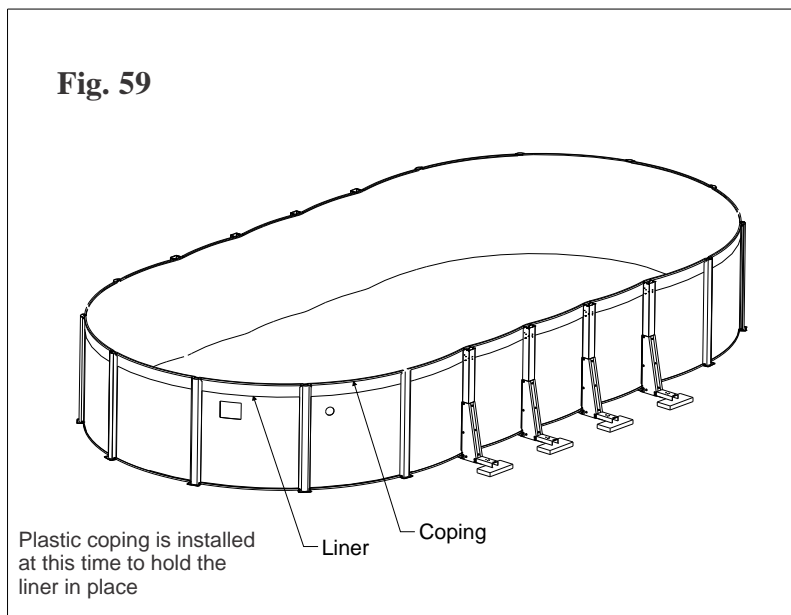 Fig. 59
Coping
Liner
Plastic coping is installed
at this time to hold the
liner in place